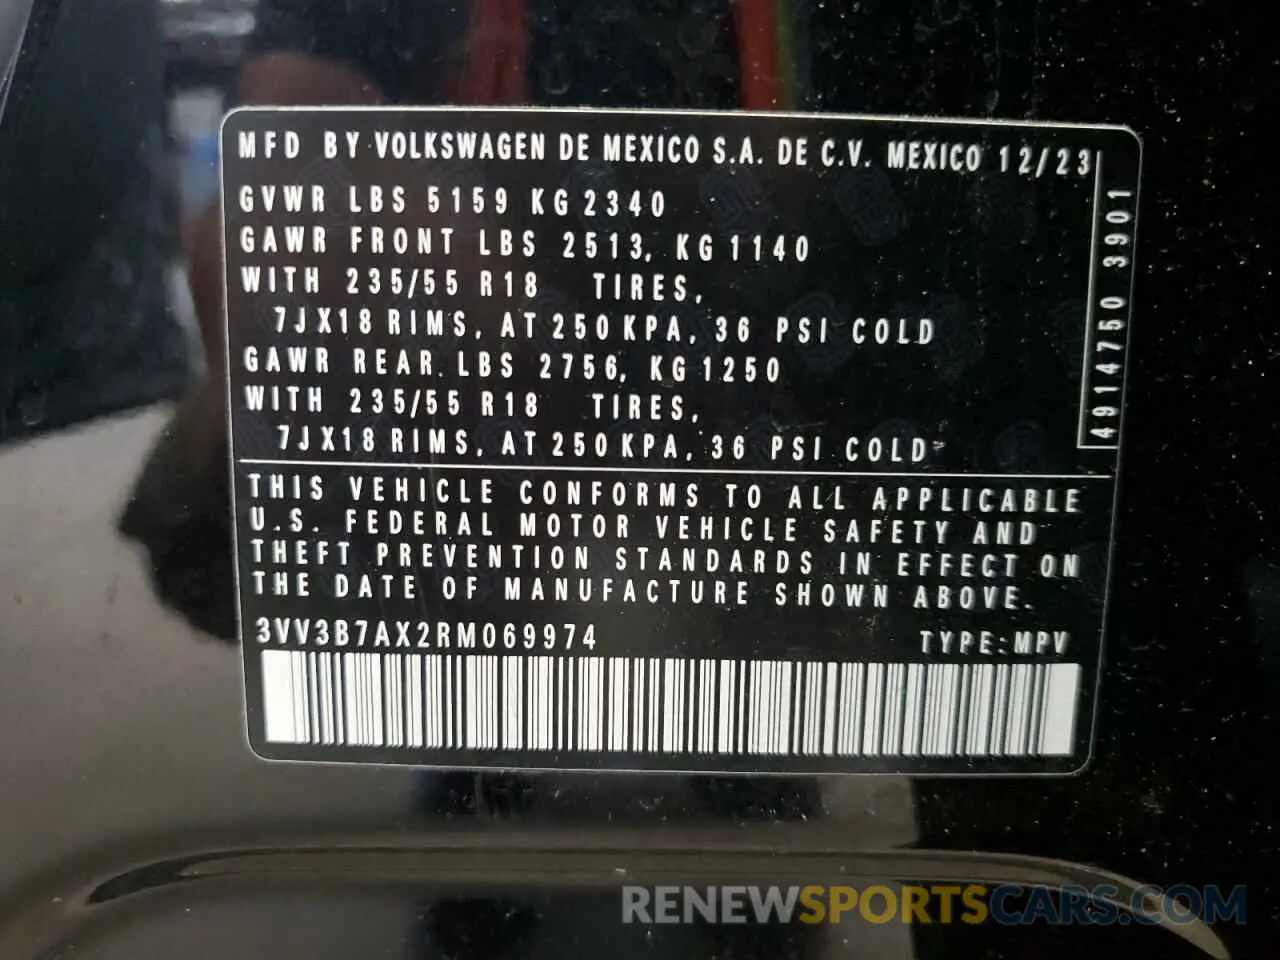 MFD BY VOLKSWAGEN DE MEXICO S.A. DE C.V. MEXICO 12/23
GVWR LBS 5159 KG 2340
GAWR FRONT LBS 2513, KG 1140
WITH 235/55 R18 TIRES,
7JX18 RIMS, AT 250 KPA, 36 PSI COLD
GAWR REAR LBS 2756, KG 1250
WITH 235/55 R18 TIRES,
7JX18 RIMS, AT 250 KPA, 36 PSI COLD
4914750 3901
THIS VEHICLE CONFORMS TO ALL APPLICABLE
U.S. FEDERAL MOTOR VEHICLE SAFETY AND
THEFT PREVENTION STANDARDS IN EFFECT ON
THE DATE OF MANUFACTURE SHOWN ABOVE.
3VV3B7AX2RM069974 TYPE:MPV
RENEWSPORTSCARS.COM